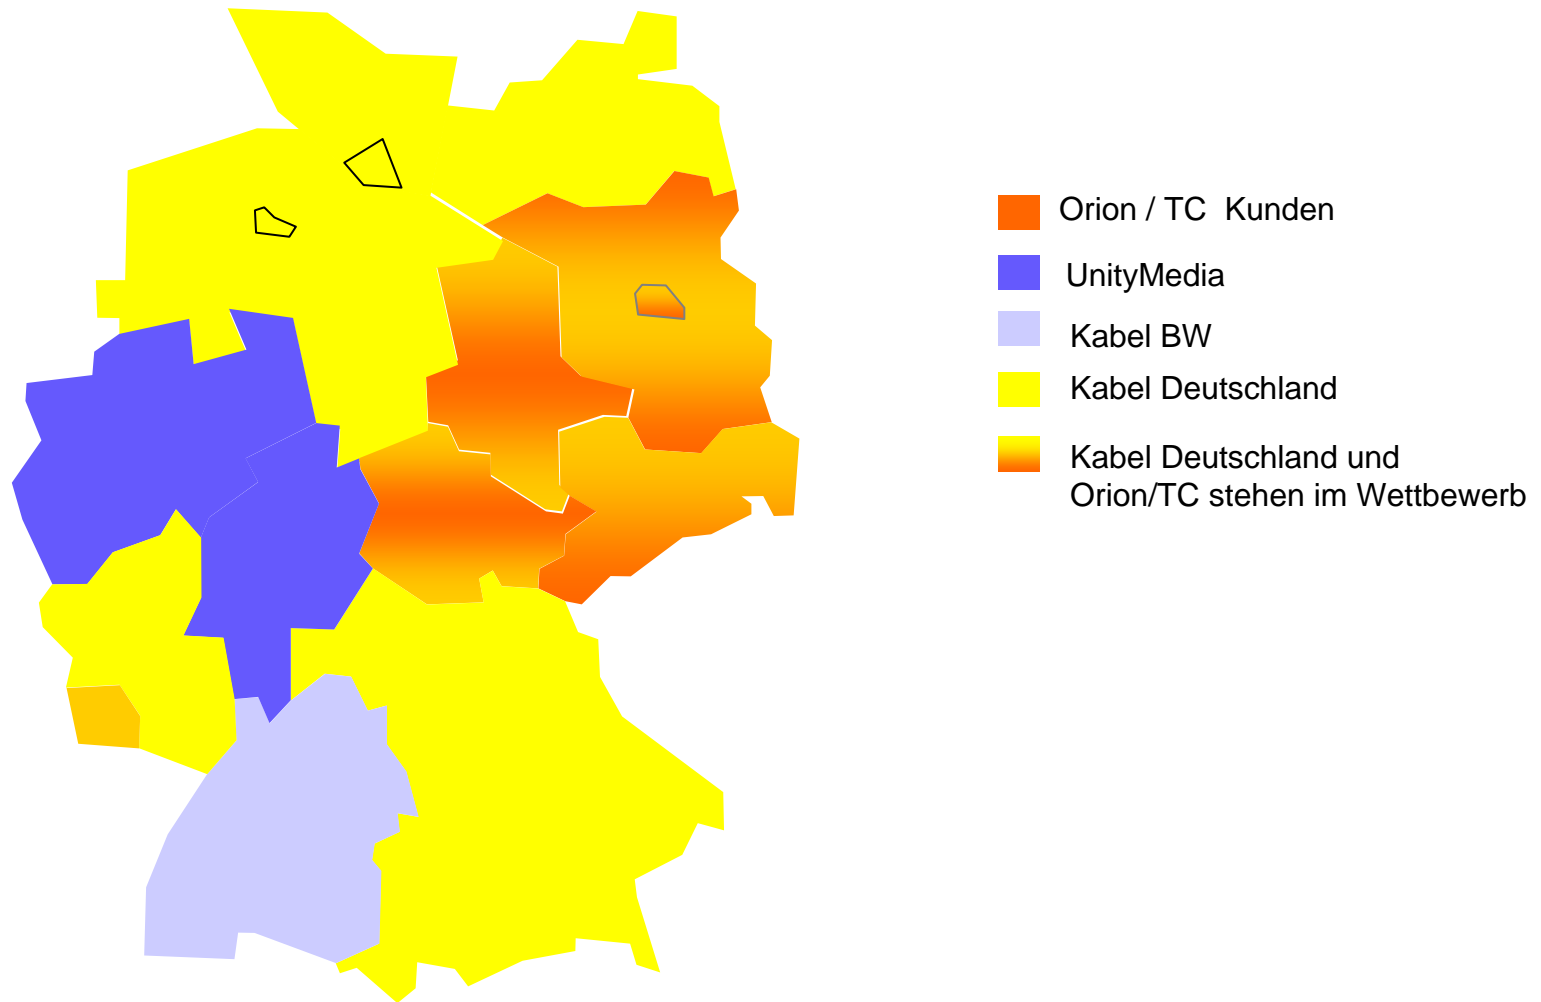 Orion / TC  Kunden
UnityMedia
Kabel BW
Kabel Deutschland
Kabel Deutschland und
Orion/TC stehen im Wettbewerb